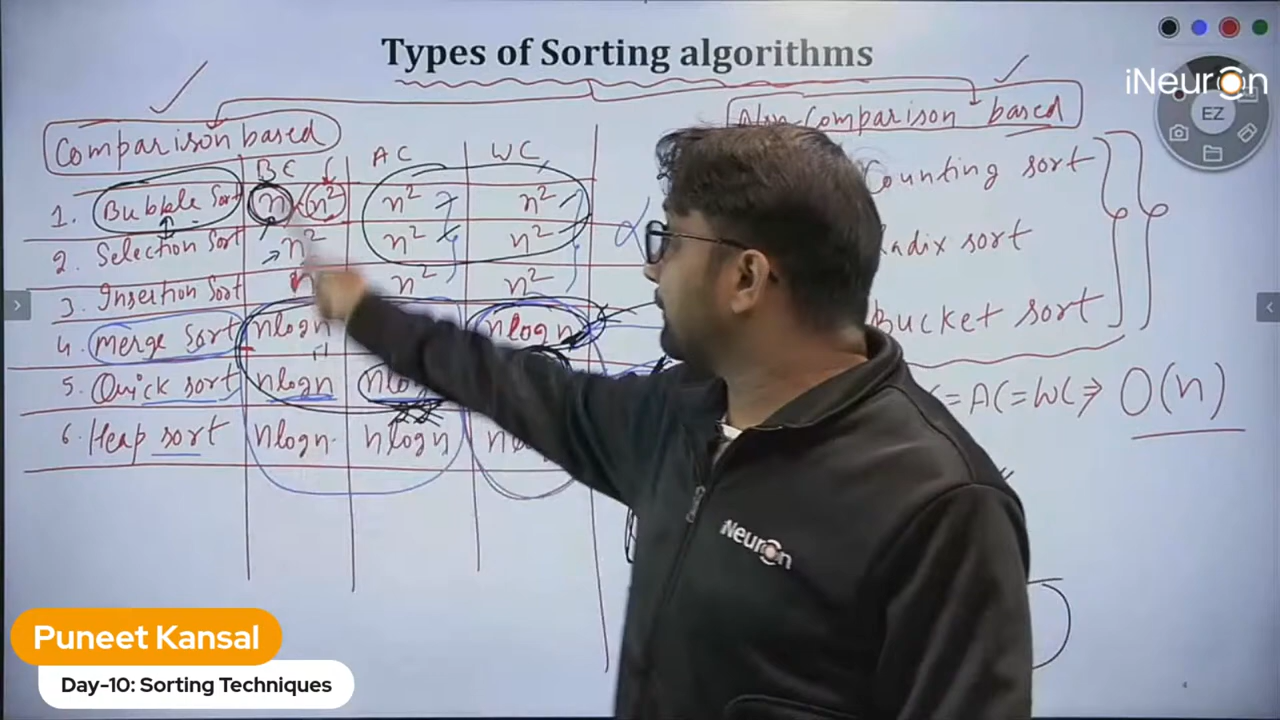 Types of Sorting algorithms
iNeuron
EZ
Comparison based
Non-comparison based
BC AC WC
1. Bubble Sort n n² n² n²
2. Selection Sort n² n² n²
3. Insertion Sort n n² n²
4. Merge Sort nlogn nlogn
5. Quick sort nlogn
6. Heap sort nlogn nlogn
Counting sort
Radix sort
Bucket sort
= AC = WC ⇒ O(n)
iNeuron
Puneet Kansal
Day-10: Sorting Techniques
4